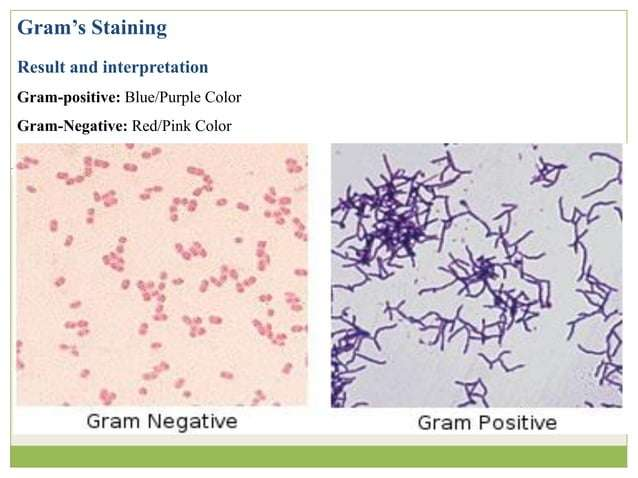 Gram’s Staining
Result and interpretation
Gram-positive: Blue/Purple Color
Gram-Negative: Red/Pink Color
Gram Negative
Gram Positive